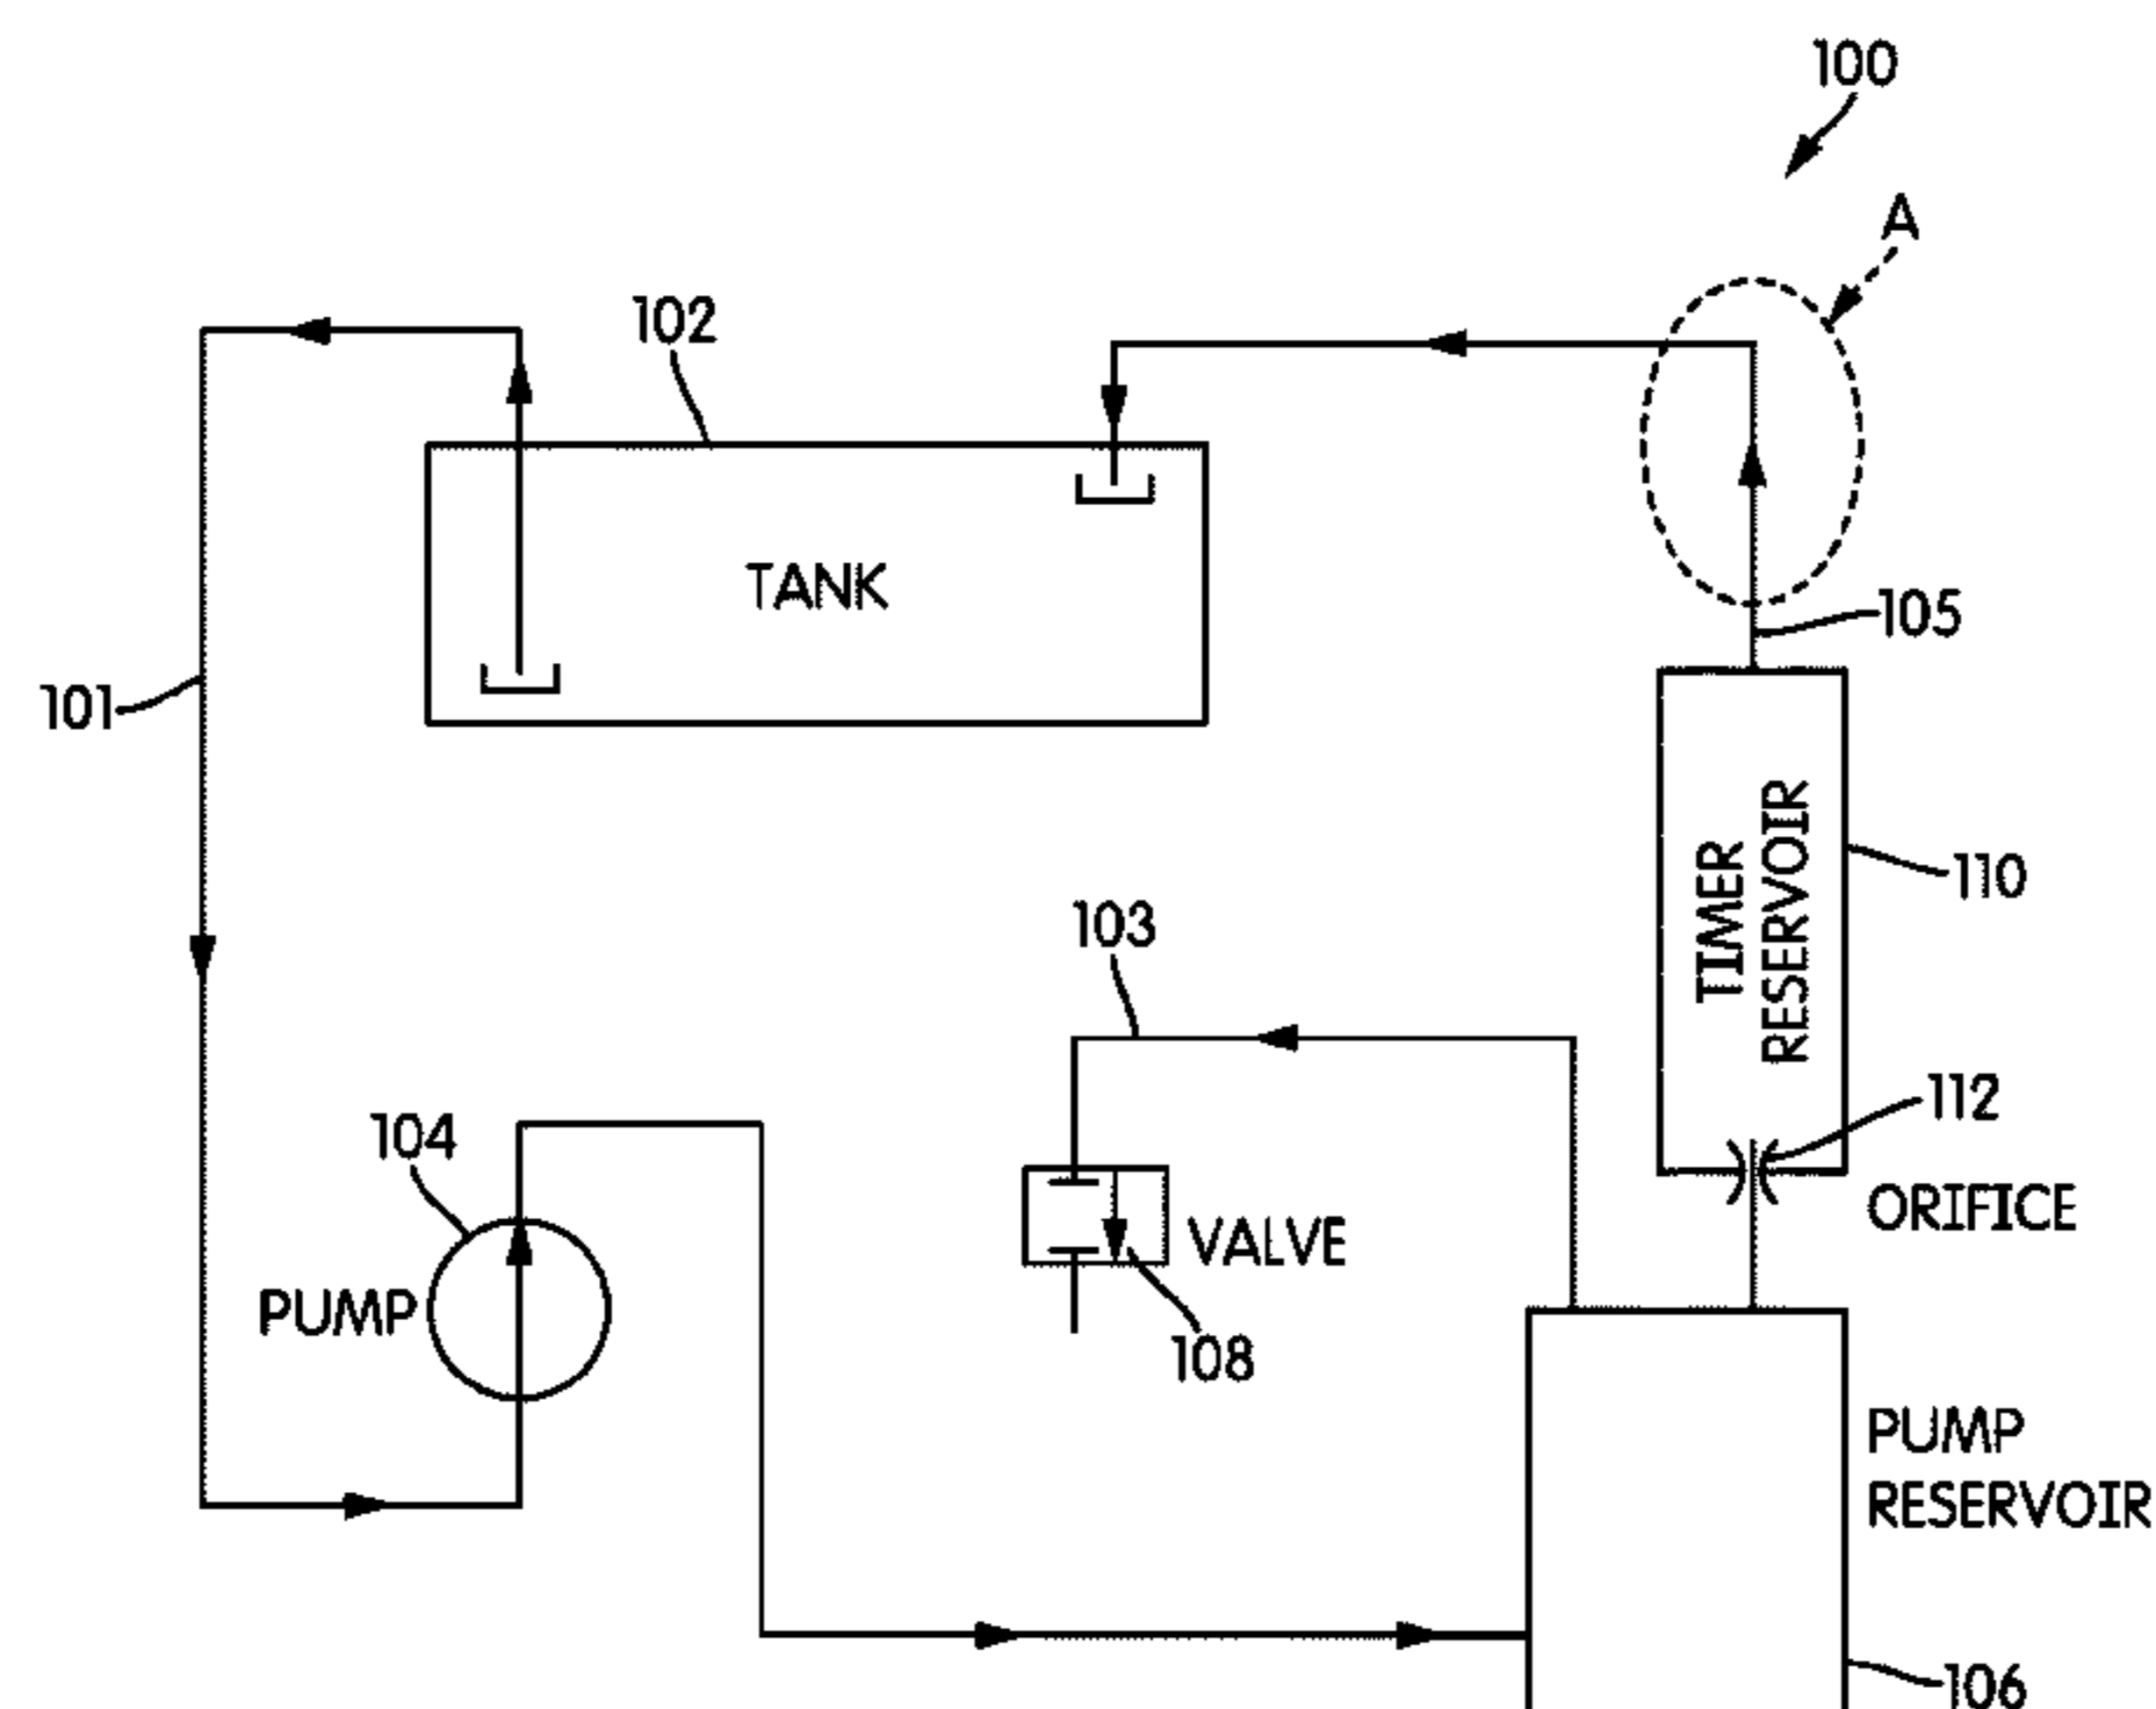 100
A
102
TANK
105
101
TIMER
RESERVOIR
110
103
112
104
ORIFICE
VALVE
PUMP
108
PUMP
RESERVOIR
106